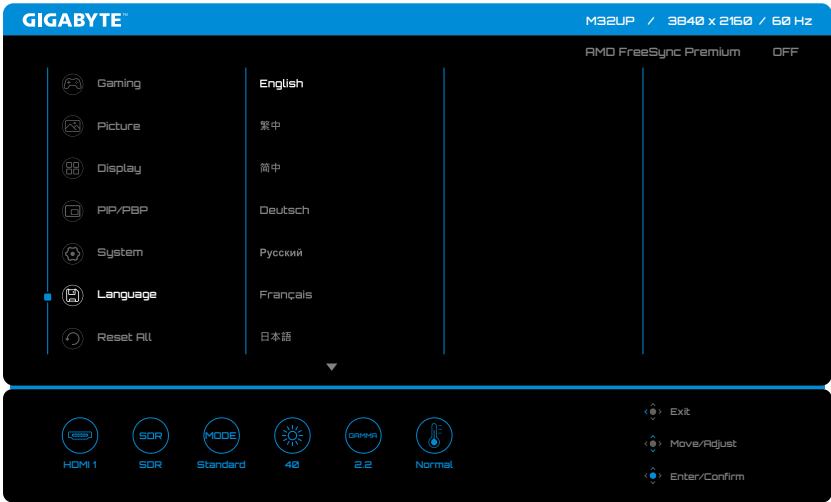 GIGABYTE™
M32UP / 3840 x 2160 / 60 Hz
AMD FreeSync Premium OFF
Gaming
Picture
Display
PIP/PBP
System
Language
Reset All
English
繁中
简中
Deutsch
Русский
Français
日本語
SDR
MODE
GAMMA
HDMI 1
SDR
Standard
40
2.2
Normal
Exit
Move/Adjust
Enter/Confirm